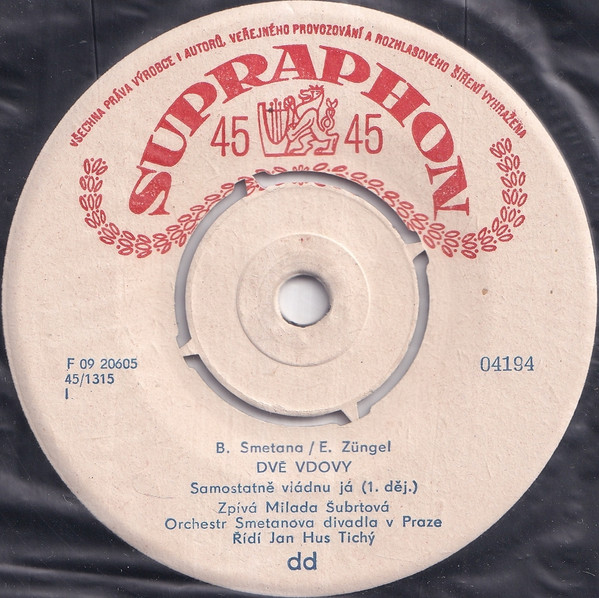 VŠECHNA PRÁVA VÝROBCE I AUTORŮ, VEŘEJNÉHO PROVOZOVÁNÍ A ROZHLASOVÉHO ŠÍŘENÍ VYHRAŽENA
SUPRAPHON
45 45
F 09 20605
45/1315
I
04194
B. Smetana / E. Züngel
DVĚ VDOVY
Samostatně viádnu já (1. děj.)
Zpívá Milada Šubrtová
Orchestr Smetanova divadla v Praze
Řídí Jan Hus Tichý
dd